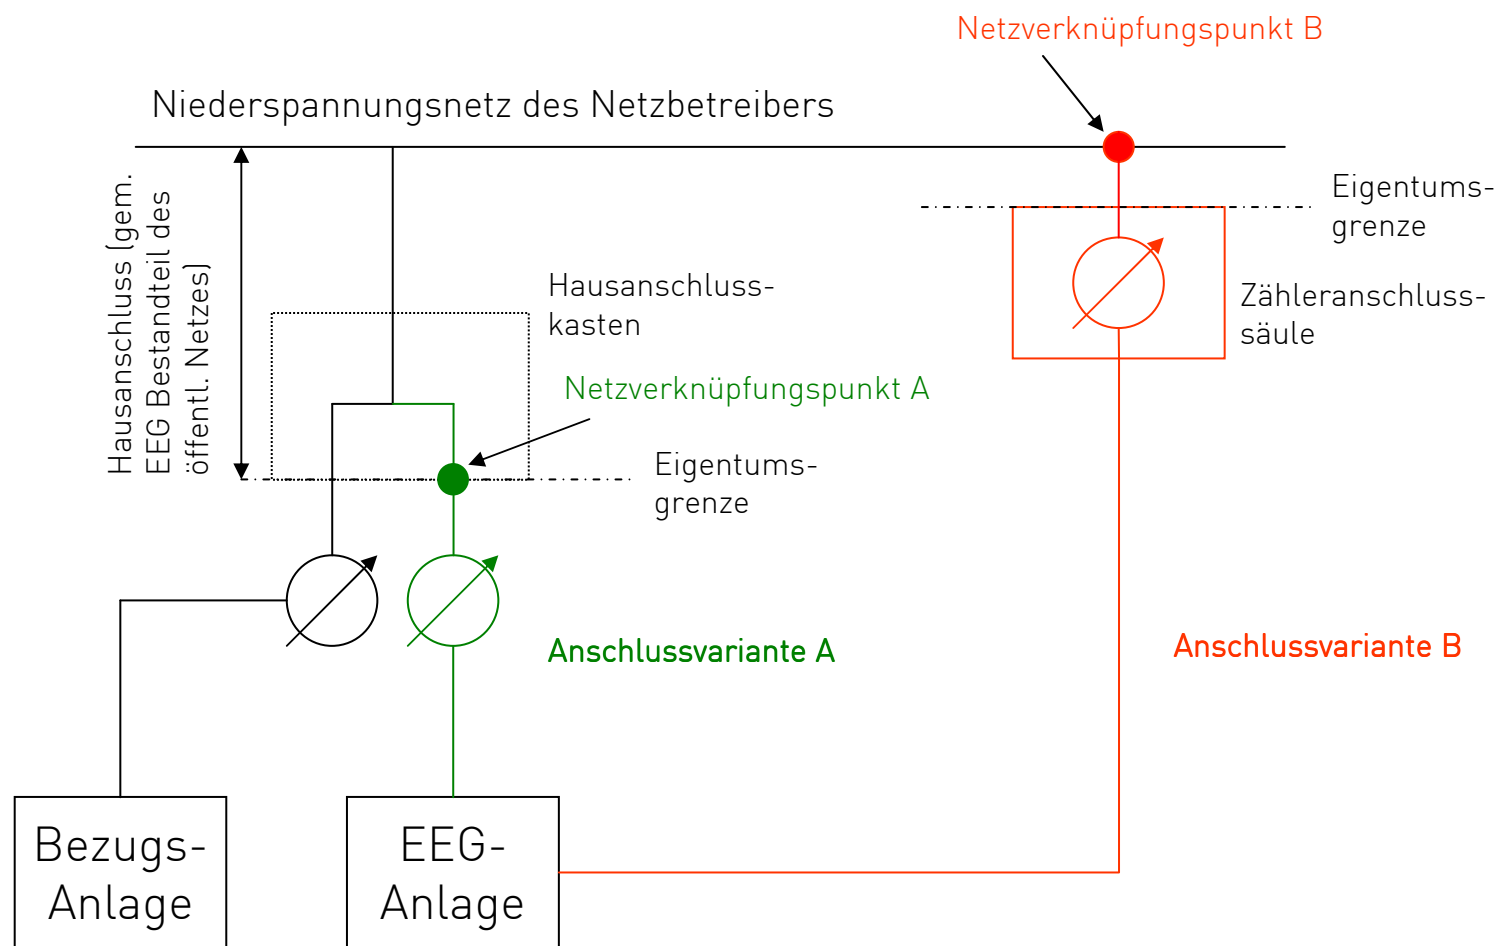 Netzverknüpfungspunkt B
Niederspannungsnetz des Netzbetreibers
Eigentums-
grenze
Hausanschluss (gem.
EEG Bestandteil des
öffentl. Netzes)
Hausanschluss-
kasten
Zähleranschluss-
säule
Netzverknüpfungspunkt A
Eigentums-
grenze
Anschlussvariante A
Anschlussvariante B
Bezugs-
Anlage
EEG-
Anlage